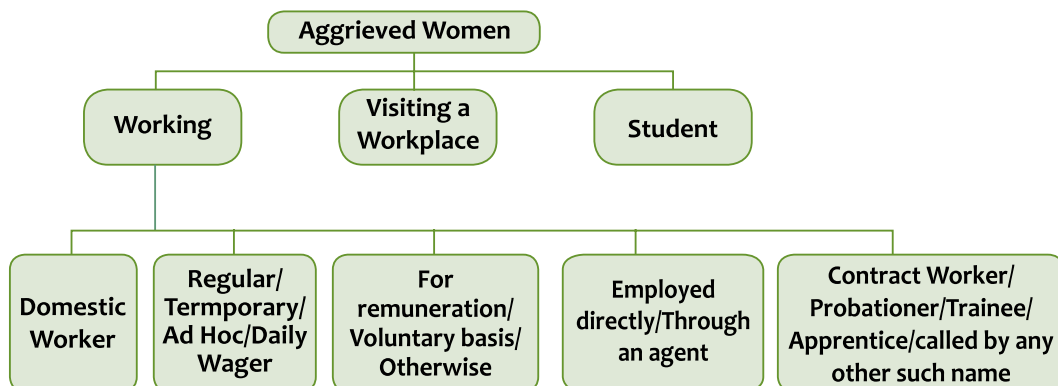 Aggrieved Women
Working
Visiting a
Workplace
Student
Domestic
Worker
Regular/
Termporary/
Ad Hoc/Daily
Wager
For
remuneration/
Voluntary basis/
Otherwise
Employed
directly/Through
an agent
Contract Worker/
Probationer/Trainee/
Apprentice/called by any
other such name